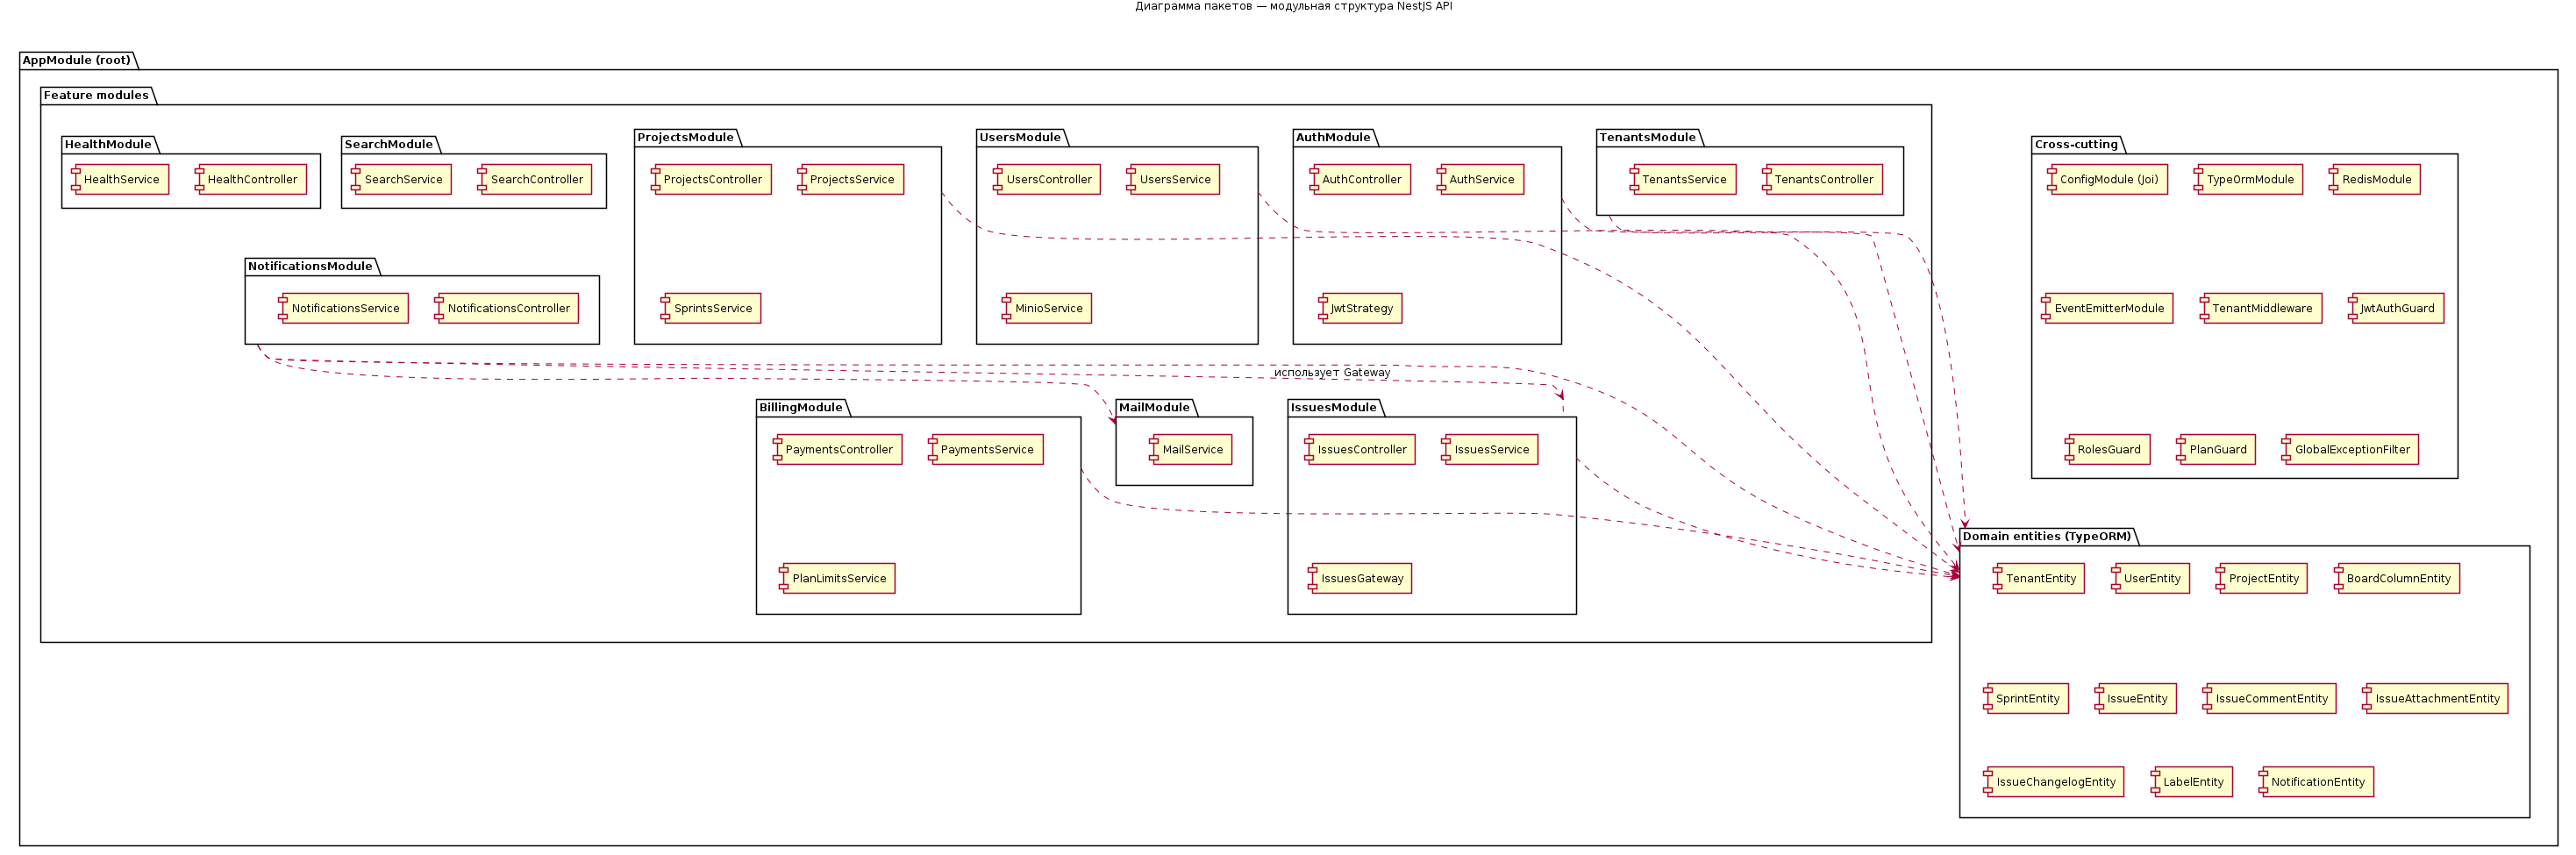 Диаграмма пакетов — модульная структура NestJS API
AppModule (root)
Feature modules
HealthModule
HealthService
HealthController
SearchModule
SearchService
SearchController
ProjectsModule
ProjectsController
ProjectsService
SprintsService
UsersModule
UsersController
UsersService
MinioService
AuthModule
AuthController
AuthService
JwtStrategy
TenantsModule
TenantsService
TenantsController
NotificationsModule
NotificationsService
NotificationsController
использует Gateway
BillingModule
PaymentsController
PaymentsService
PlanLimitsService
MailModule
MailService
IssuesModule
IssuesController
IssuesService
IssuesGateway
Cross-cutting
ConfigModule (Joi)
TypeOrmModule
RedisModule
EventEmitterModule
TenantMiddleware
JwtAuthGuard
RolesGuard
PlanGuard
GlobalExceptionFilter
Domain entities (TypeORM)
TenantEntity
UserEntity
ProjectEntity
BoardColumnEntity
SprintEntity
IssueEntity
IssueCommentEntity
IssueAttachmentEntity
IssueChangelogEntity
LabelEntity
NotificationEntity